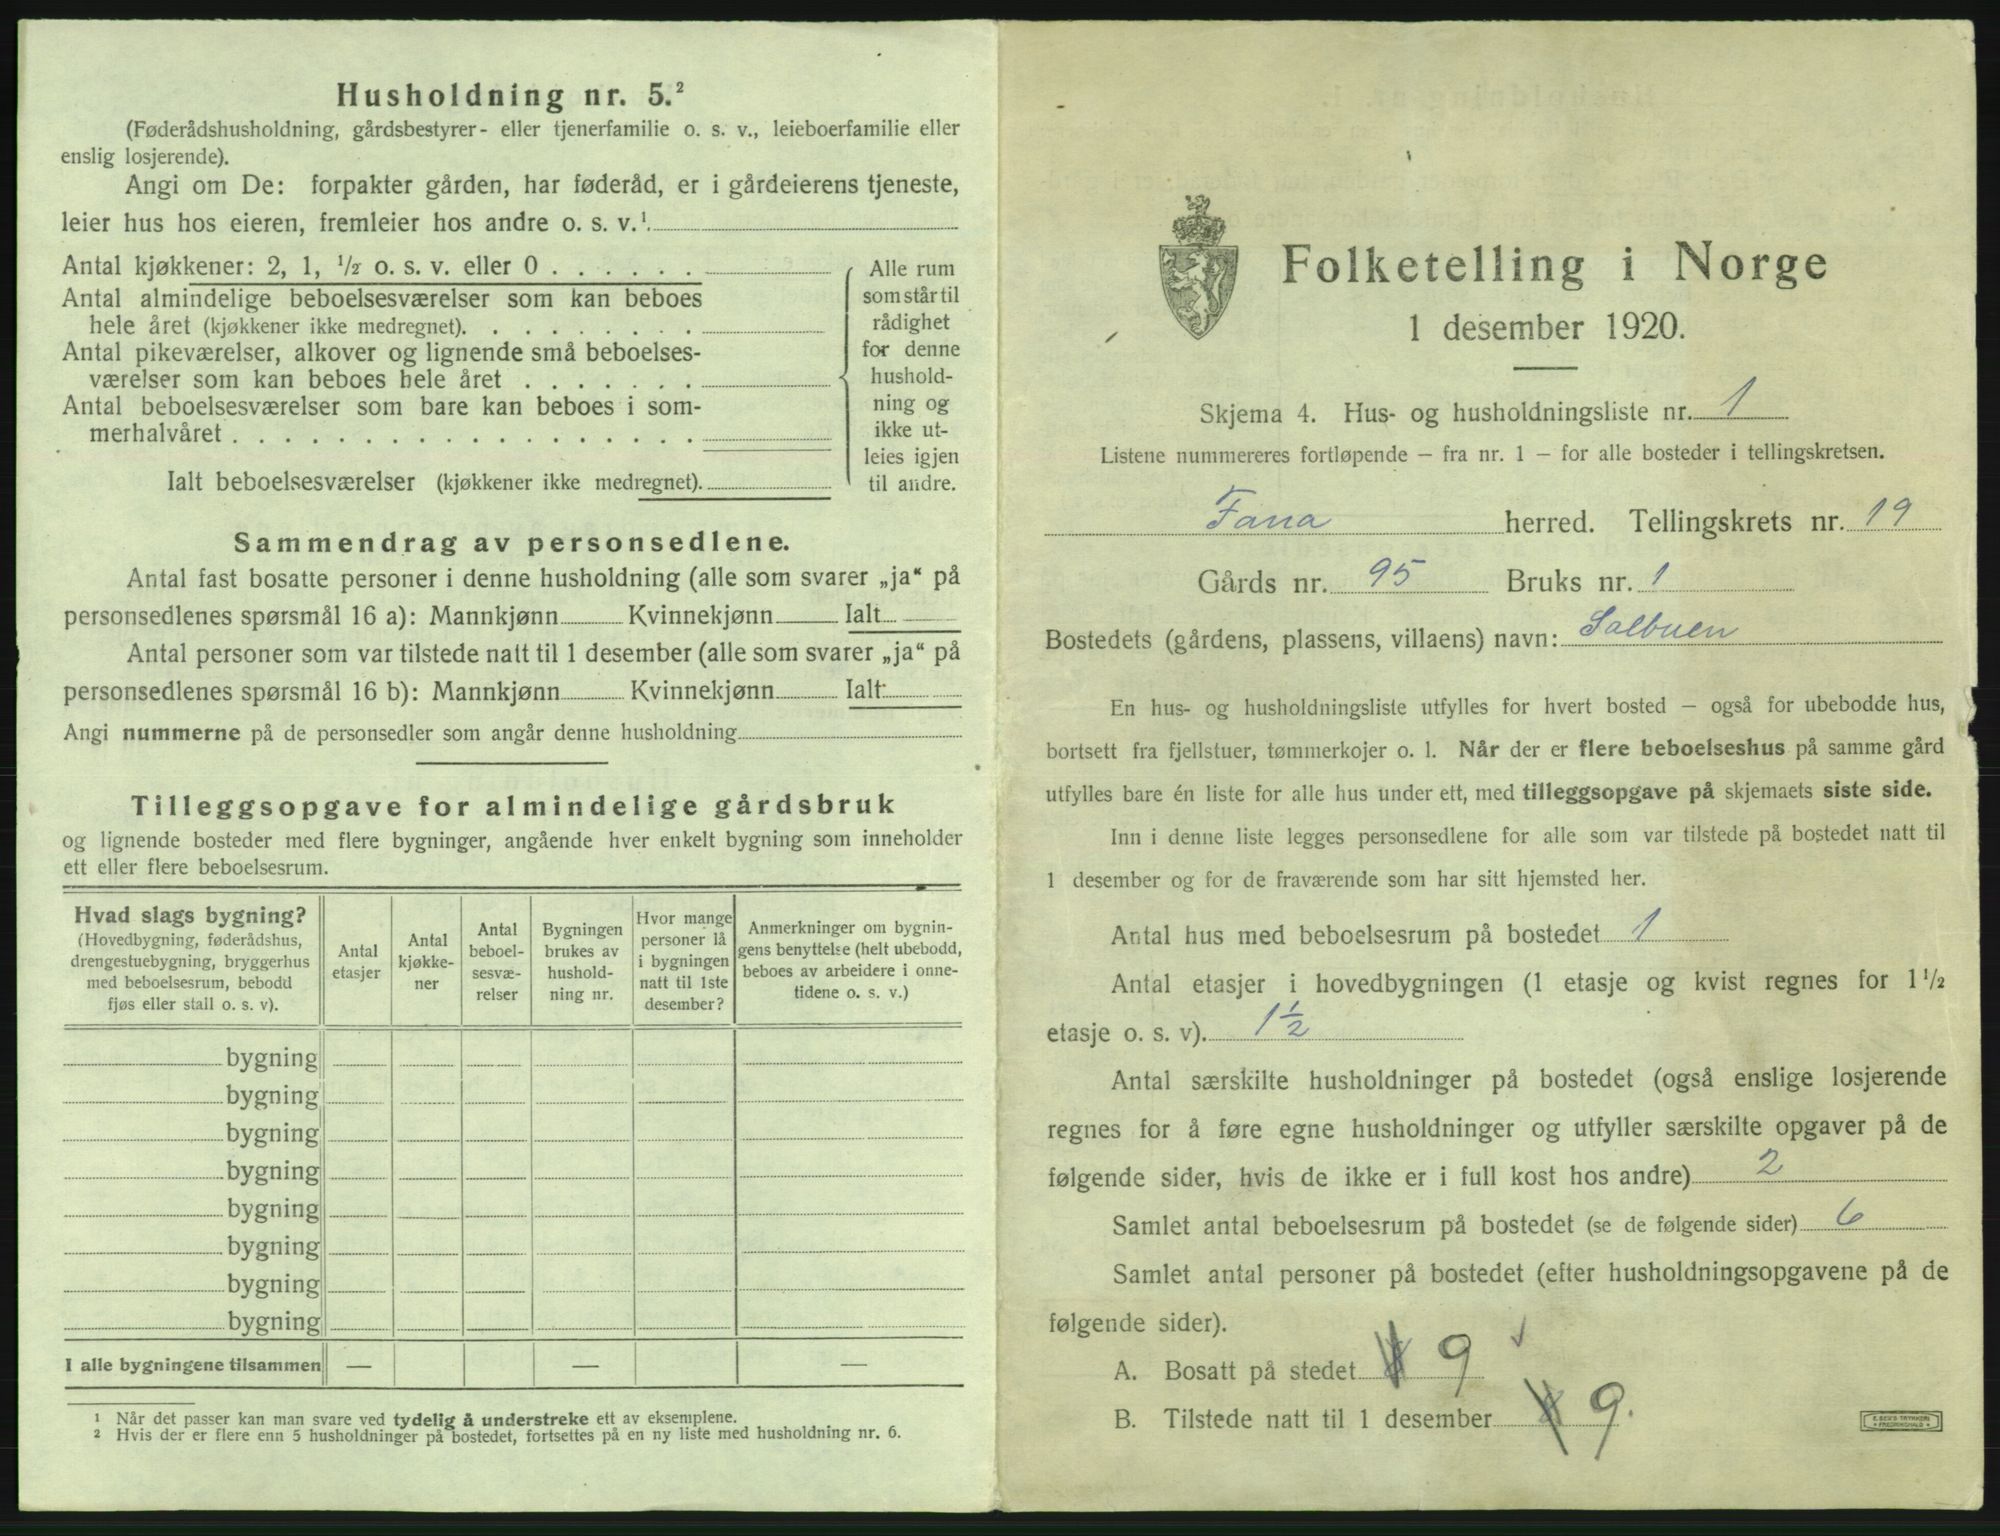 Husholdning nr. 5.²
(Føderådshusholdning, gårdsbestyrer- eller tjenerfamilie o. s. v., leieboerfamilie eller
enslig losjerende).
Angi om De: forpakter gården, har føderåd, er i gårdeierens tjeneste,
leier hus hos eieren, fremleier hos andre o. s. v.¹
Antal kjøkkener: 2, 1, ½ o. s. v. eller 0 . . . . . .
Antal almindelige beboelsesværelser som kan beboes
hele året (kjøkkener ikke medregnet). . . . . . . . .
Antal pikeværelser, alkover og lignende små beboelses-
værelser som kan beboes hele året . . . . . . .
Antal beboelsesværelser som bare kan beboes i som-
merhalvåret . . . . . . . . . . . . . . . . . .
Ialt beboelsesværelser (kjøkkener ikke medregnet).
Alle rum
som står til
rådighet
for denne
hushold-
ning og
ikke ut-
leies igjen
til andre.
Sammendrag av personsedlene.
Antal fast bosatte personer i denne husholdning (alle som svarer „ja“ på
personsedlenes spørsmål 16 a): Mannkjønn Kvinnekjønn Ialt
Antal personer som var tilstede natt til 1 desember (alle som svarer „ja“ på
personsedlenes spørsmål 16 b): Mannkjønn Kvinnekjønn Ialt
Angi nummerne på de personsedler som angår denne husholdning
Tilleggsopgave for almindelige gårdsbruk
og lignende bosteder med flere bygninger, angående hver enkelt bygning som inneholder
ett eller flere beboelsesrum.
Hvad slags bygning?
(Hovedbygning, føderådshus,
drengestuebygning, bryggerhus
med beboelsesrum, bebodd
fjøs eller stall o. s. v).
Antal
etasjer
Antal
kjøkke-
ner
Antal
beboel-
sesvæ-
relser
Bygningen
brukes av
hushold-
ning nr.
Hvor mange
personer lå
i bygningen
natt til 1ste
desember?
Anmerkninger om bygnin-
gens benyttelse (helt ubebodd,
beboes av arbeidere i onne-
tidene o. s. v.)
bygning
bygning
bygning
bygning
bygning
bygning
bygning
bygning
I alle bygningene tilsammen — — —
¹ Når det passer kan man svare ved tydelig å understreke ett av eksemplene.
² Hvis der er flere enn 5 husholdninger på bostedet, fortsettes på en ny liste med husholdning nr. 6.
Folketelling i Norge
1 desember 1920.
Skjema 4. Hus- og husholdningsliste nr. 1
Listene nummereres fortløpende – fra nr. 1 – for alle bosteder i tellingskretsen.
Fana herred. Tellingskrets nr. 19
Gårds nr. 95 Bruks nr. 1
Bostedets (gårdens, plassens, villaens) navn: Solbuen
En hus- og husholdningsliste utfylles for hvert bosted – også for ubebodde hus,
bortsett fra fjellstuer, tømmerkojer o. l. Når der er flere beboelseshus på samme gård
utfylles bare én liste for alle hus under ett, med tilleggsopgave på skjemaets siste side.
Inn i denne liste legges personsedlene for alle som var tilstede på bostedet natt til
1 desember og for de fraværende som har sitt hjemsted her.
Antal hus med beboelsesrum på bostedet 1
Antal etasjer i hovedbygningen (1 etasje og kvist regnes for 1½
etasje o. s. v). 1½
Antal særskilte husholdninger på bostedet (også enslige losjerende
regnes for å føre egne husholdninger og utfyller særskilte opgaver på de
følgende sider, hvis de ikke er i full kost hos andre) 2
Samlet antal beboelsesrum på bostedet (se de følgende sider) 6
Samlet antal personer på bostedet (efter husholdningsopgavene på de
følgende sider).
A. Bosatt på stedet 9
B. Tilstede natt til 1 desember 9.